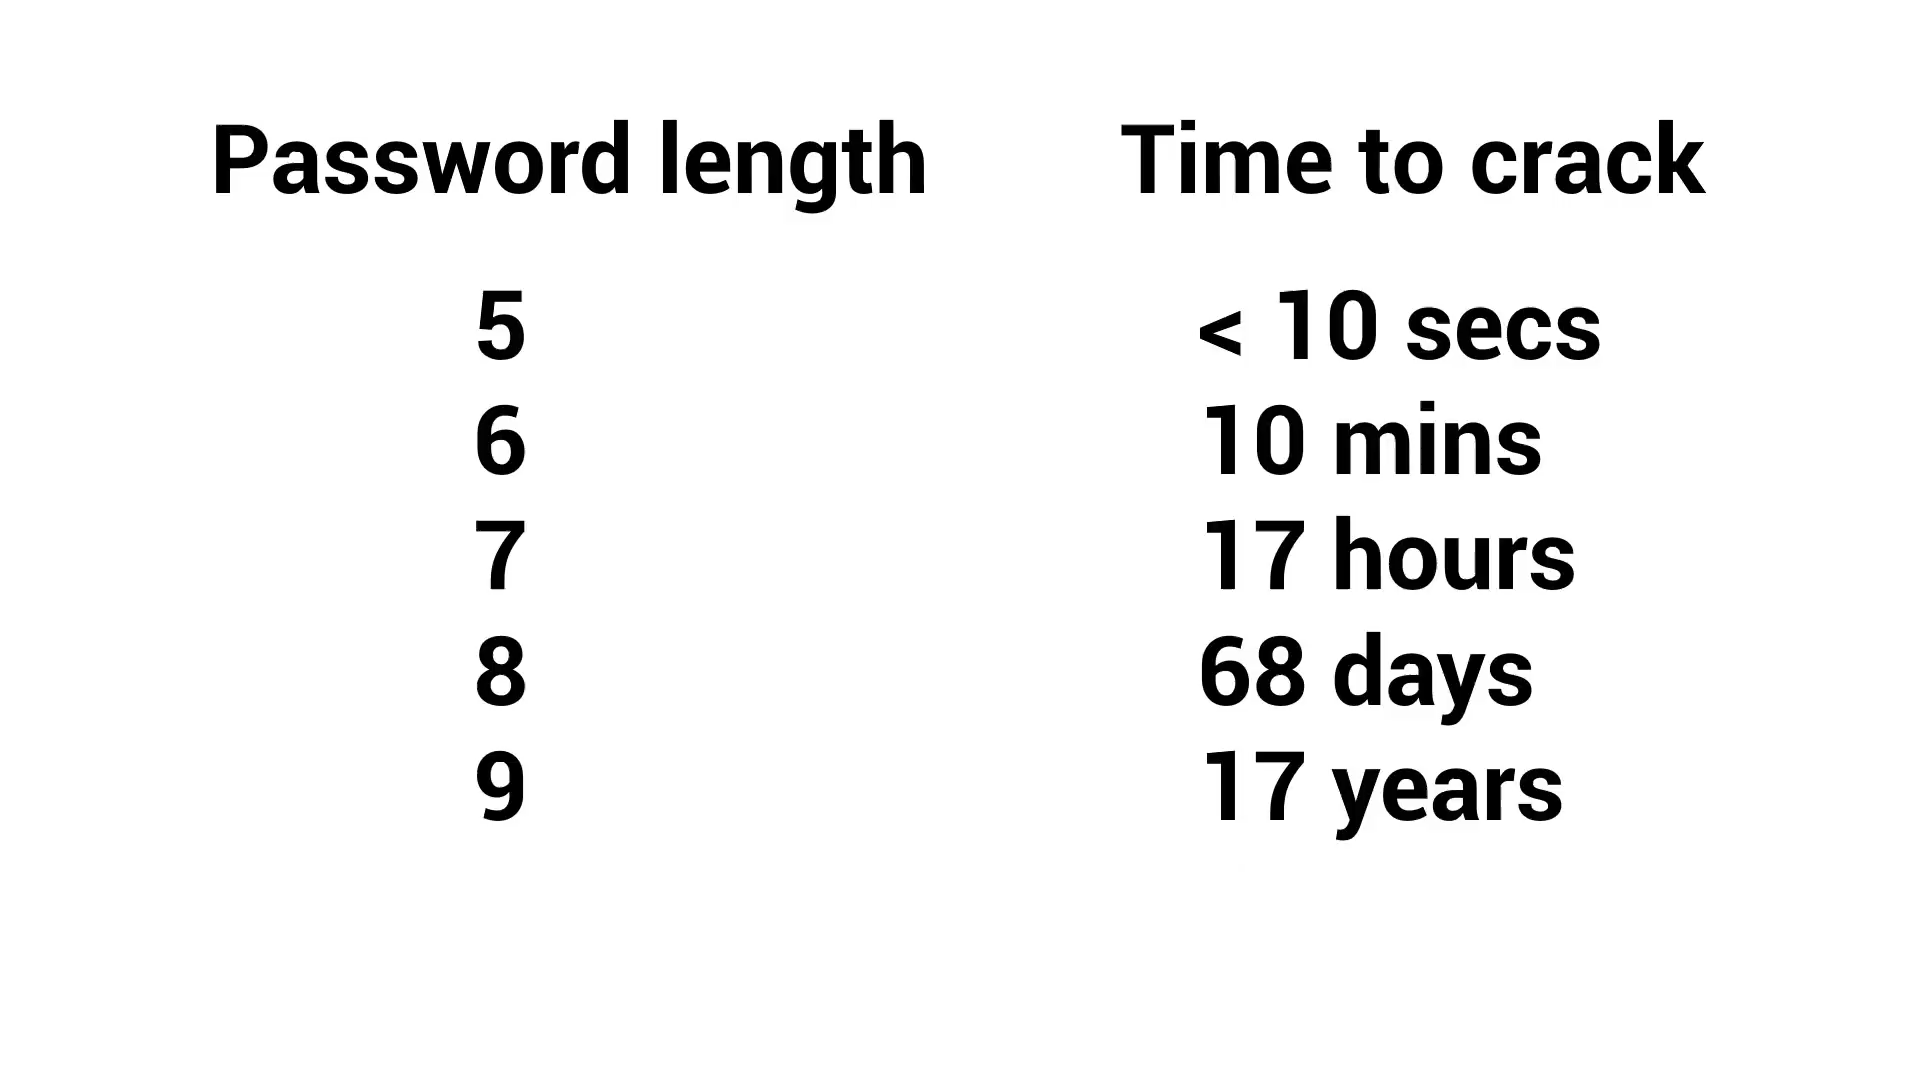 Password length Time to crack
5 < 10 secs
6 10 mins
7 17 hours
8 68 days
9 17 years